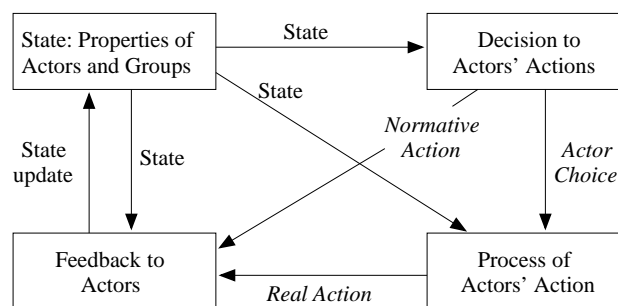 State: Properties of
Actors and Groups
State
Decision to
Actors' Actions
State
Normative
Action
State
update
State
Actor
Choice
Feedback to
Actors
Real Action
Process of
Actors' Action